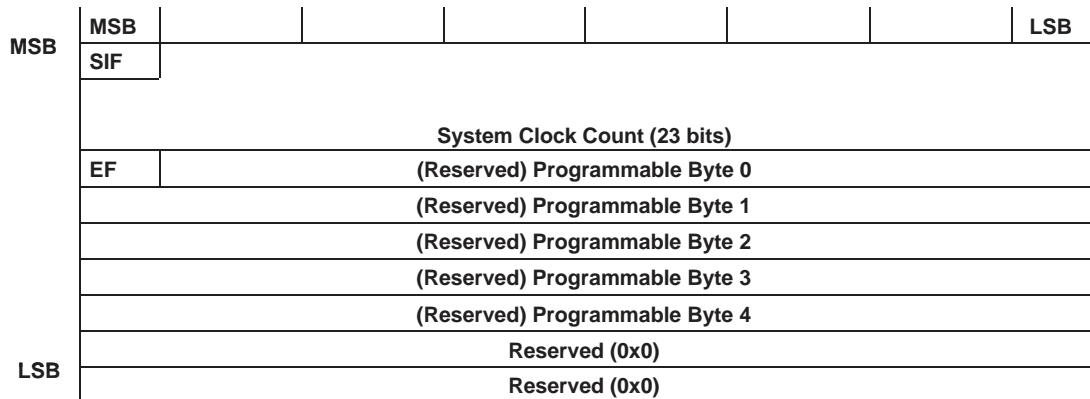 MSB LSB
MSB
SIF
System Clock Count (23 bits)
EF (Reserved) Programmable Byte 0
(Reserved) Programmable Byte 1
(Reserved) Programmable Byte 2
(Reserved) Programmable Byte 3
(Reserved) Programmable Byte 4
Reserved (0x0)
LSB
Reserved (0x0)